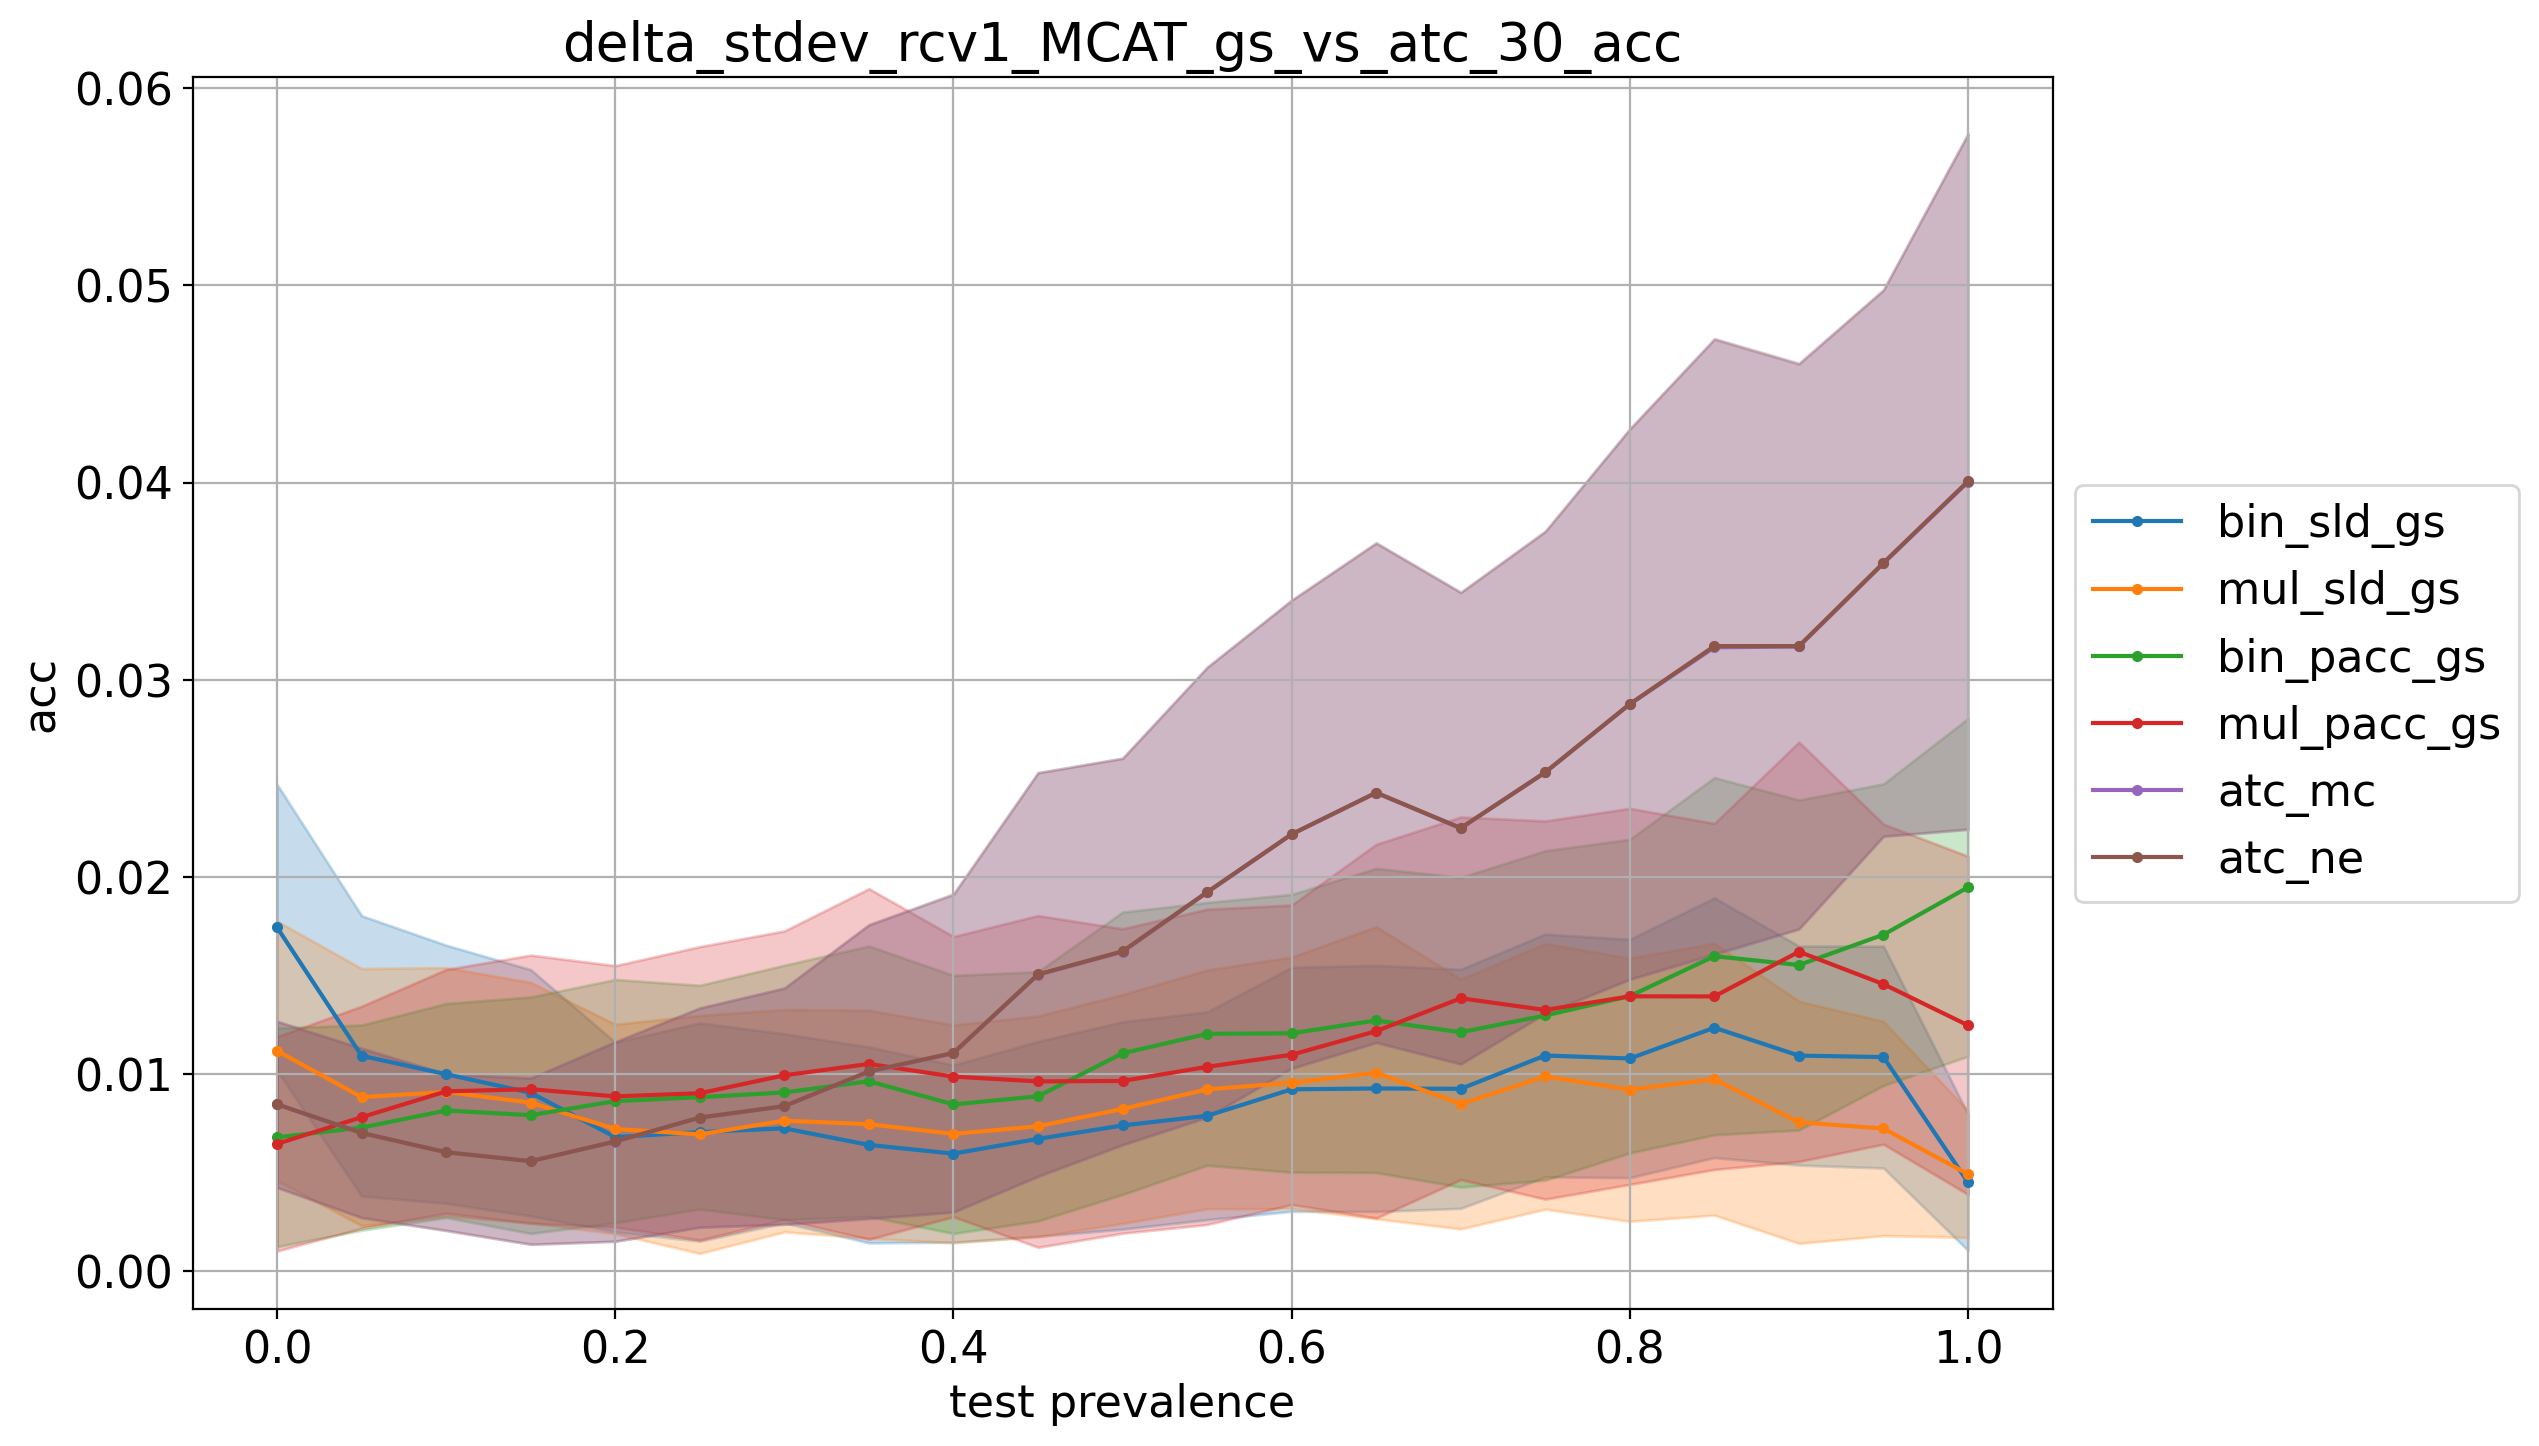 delta_stdev_rcv1_MCAT_gs_vs_atc_30_acc
0.06
0.05
0.04
0.03
0.02
0.01
0.00
acc
0.0 0.2 0.4 0.6 0.8 1.0
test prevalence
bin_sld_gs
mul_sld_gs
bin_pacc_gs
mul_pacc_gs
atc_mc
atc_ne